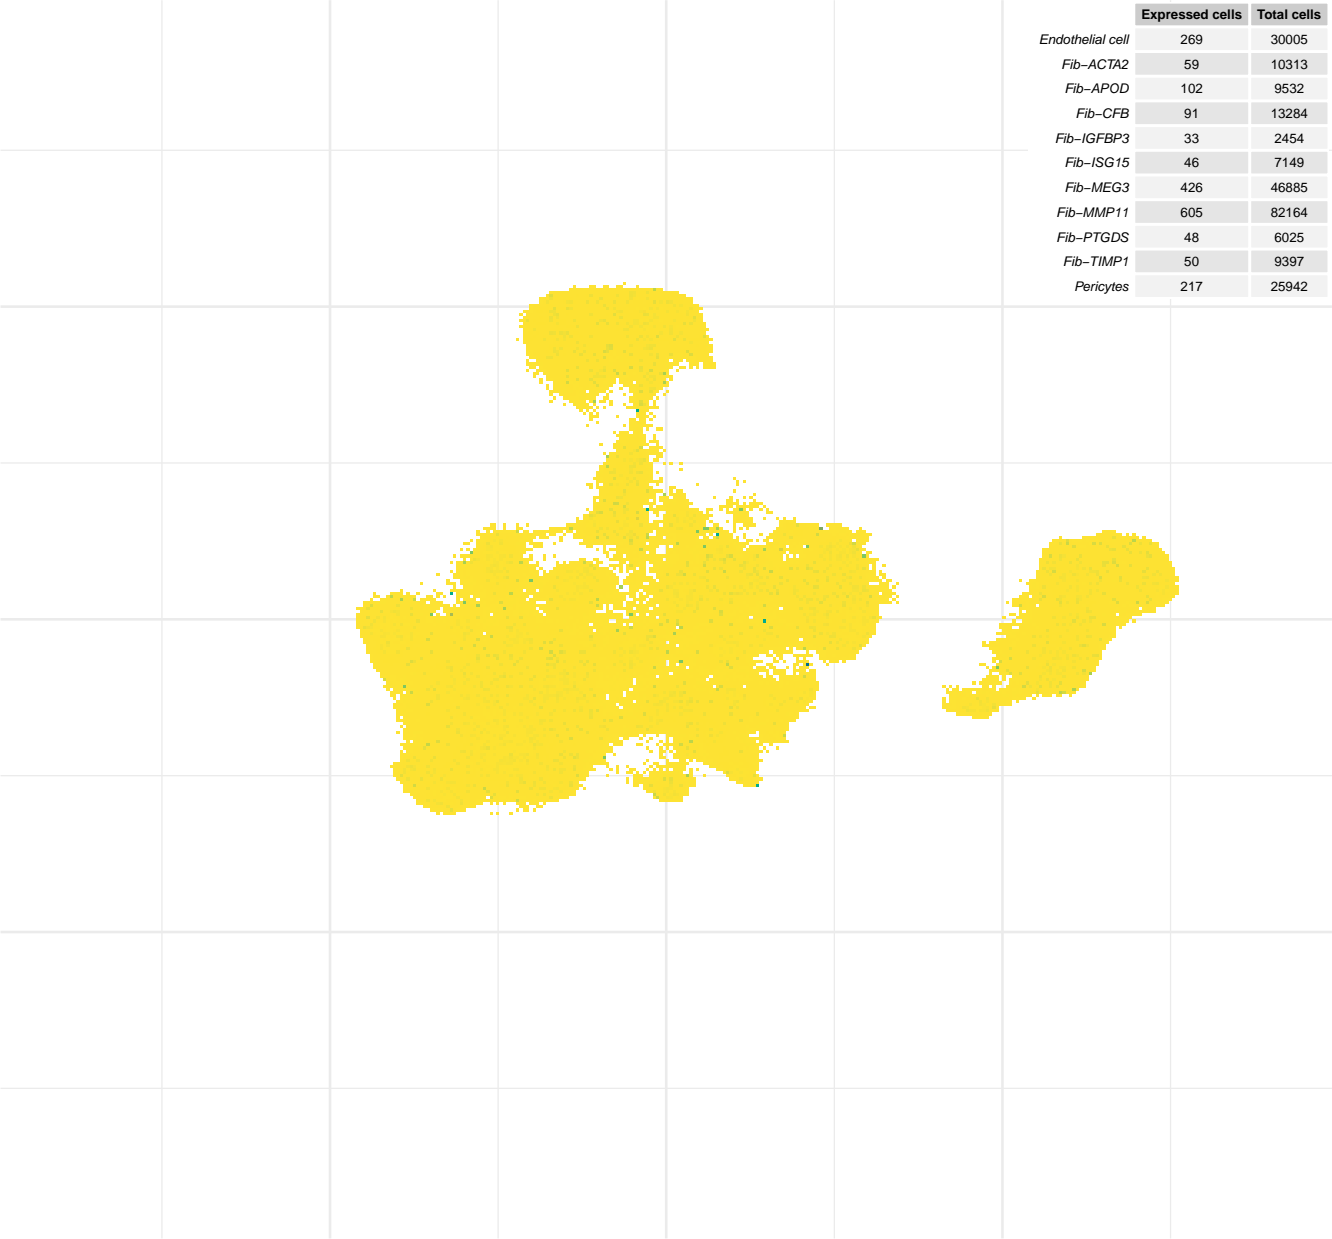 Expressed cells Total cells
Endothelial cell 269 30005
Fib−ACTA2 59 10313
Fib−APOD 102 9532
Fib−CFB 91 13284
Fib−IGFBP3 33 2454
Fib−ISG15 46 7149
Fib−MEG3 426 46885
Fib−MMP11 605 82164
Fib−PTGDS 48 6025
Fib−TIMP1 50 9397
Pericytes 217 25942